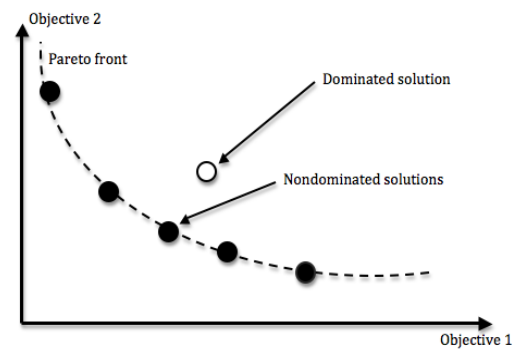 Objective 2
Pareto front
Dominated solution
Nondominated solutions
Objective 1